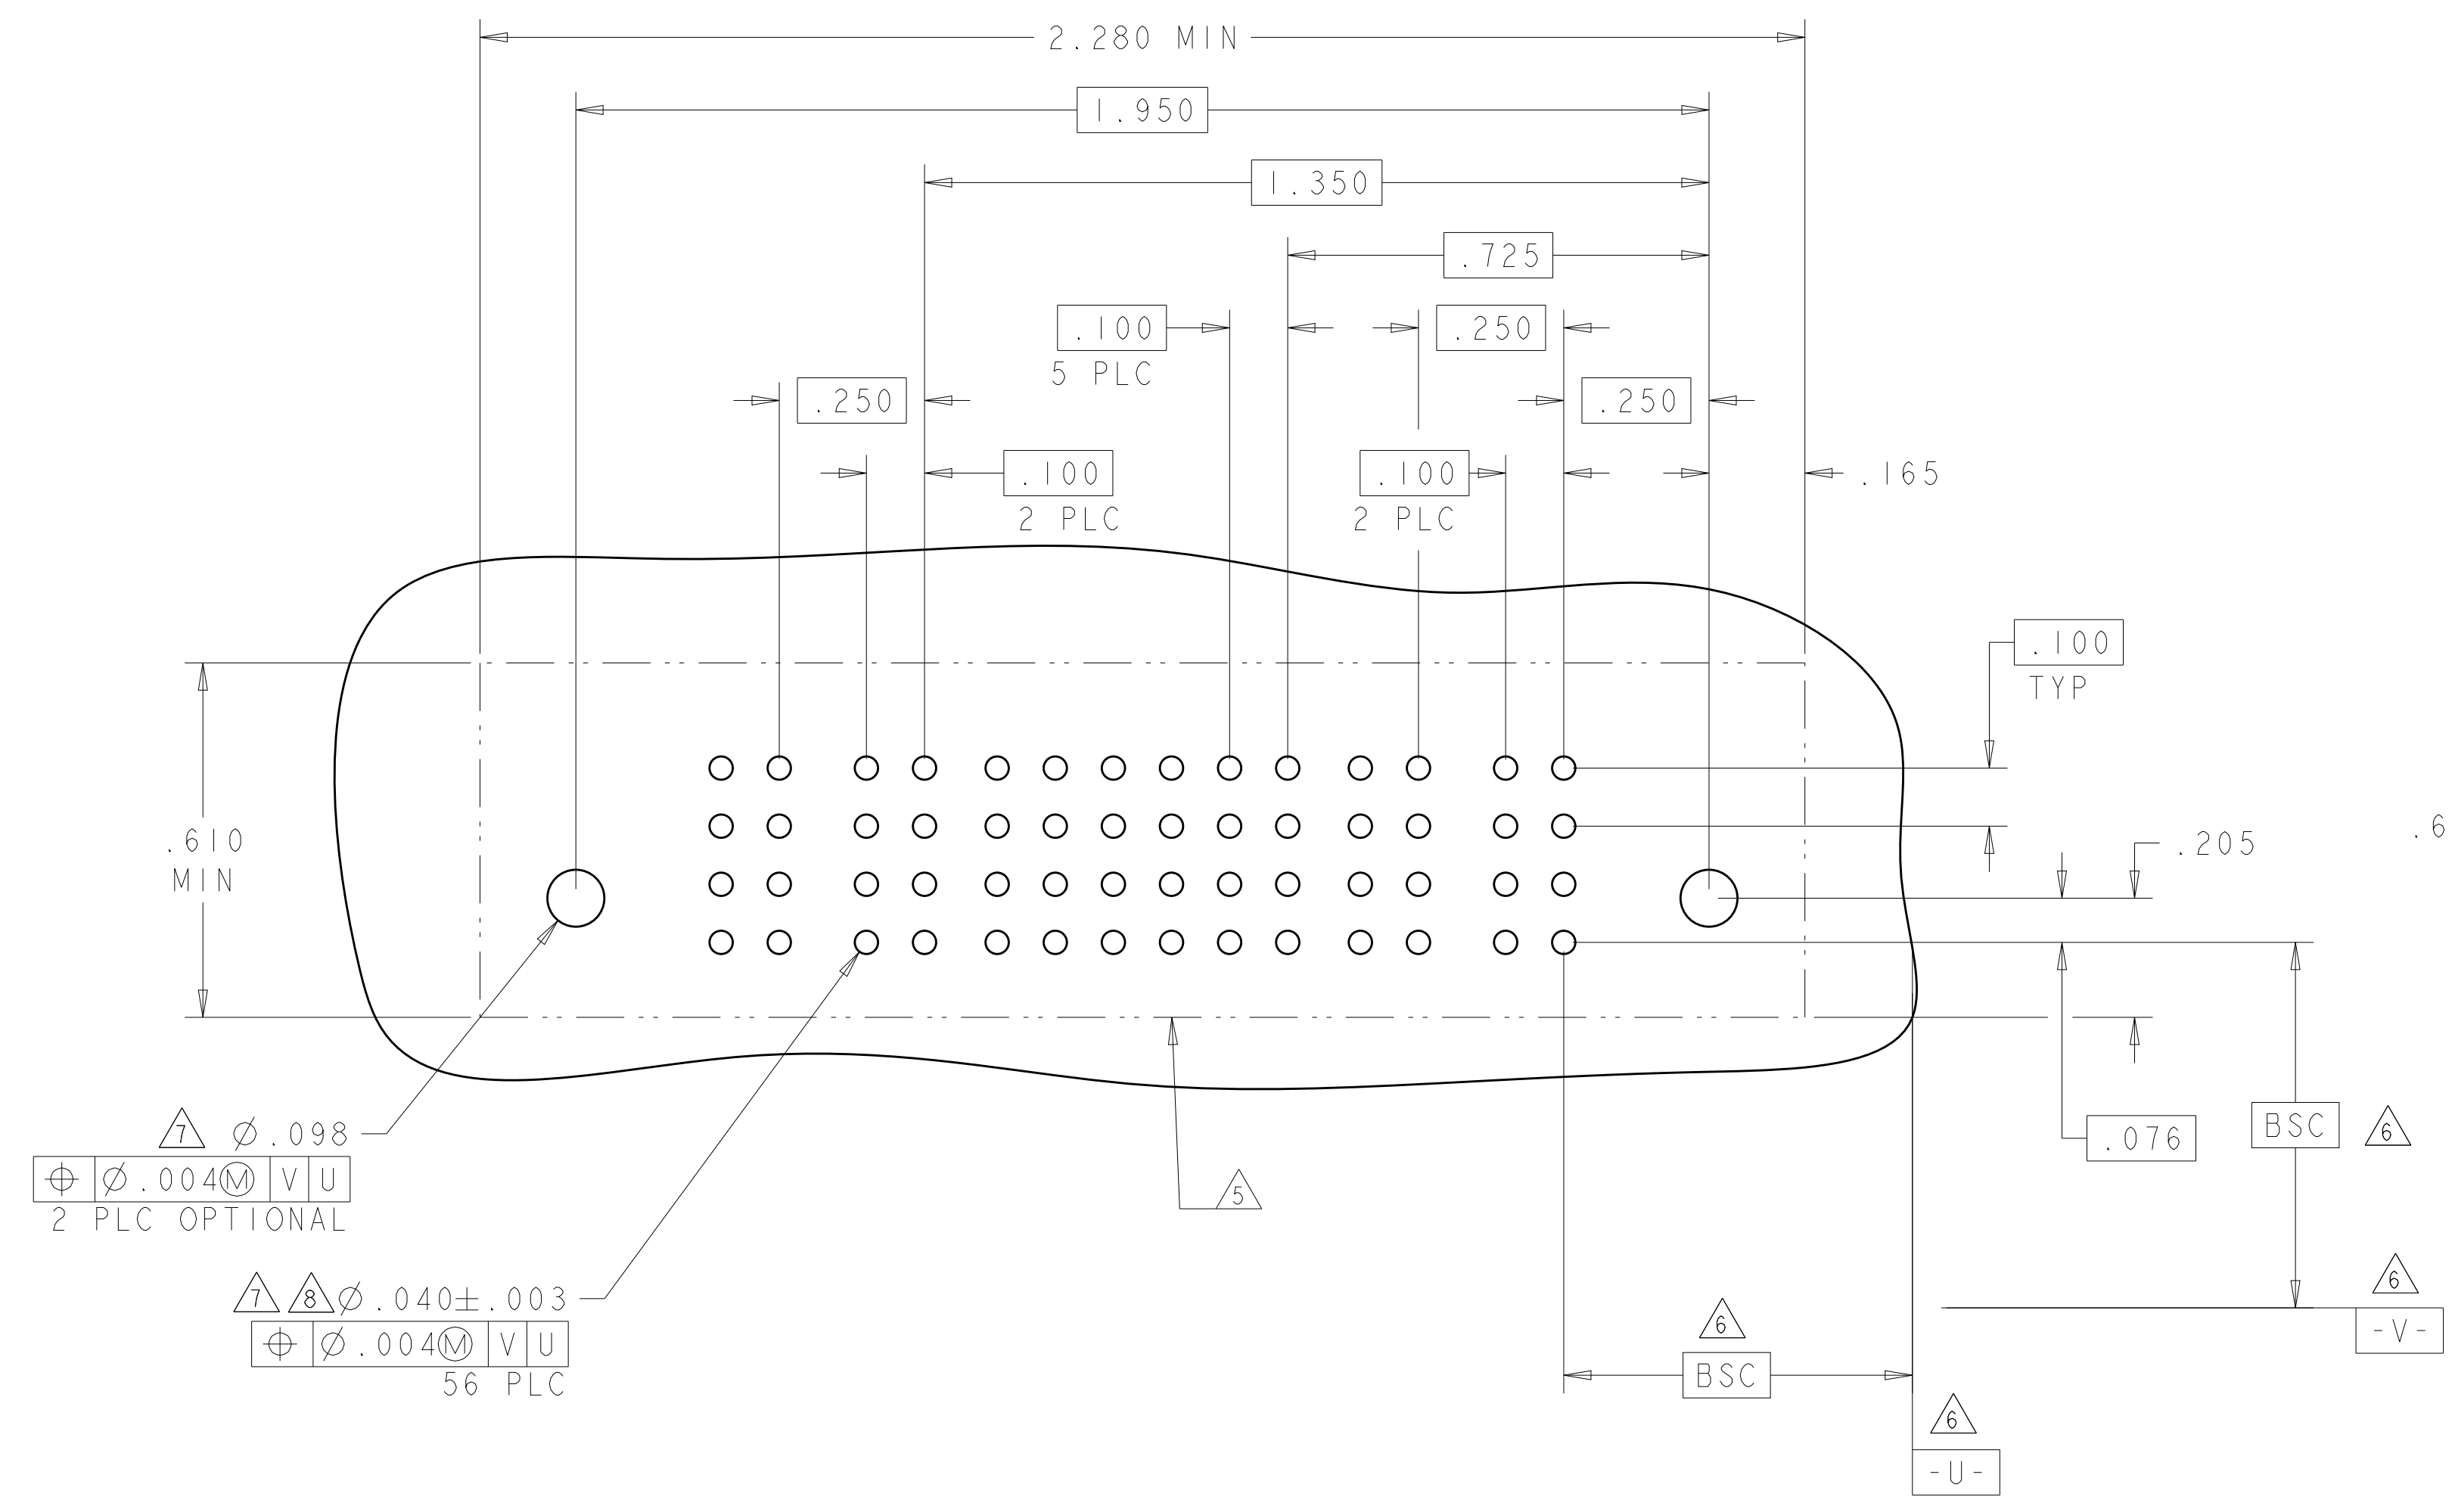 2.280 MIN
1.950
1.350
.725
.100
5 PLC
.250
.250
.250
.100
2 PLC
.100
2 PLC
.165
.100
TYP
.610
MIN
.205
.6
7 Ø.098
⌖ Ø.004Ⓜ V U
2 PLC OPTIONAL
5
.076
BSC 6
7 8 Ø.040±.003
⌖ Ø.004Ⓜ V U
56 PLC
6
BSC
6
-V-
6
-U-